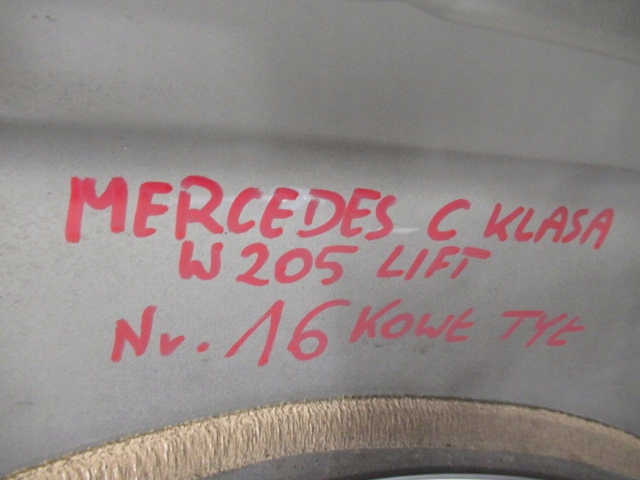 MERCEDES C KLASA
W205 LIFT
Nr. 16 KOWE TYŁ